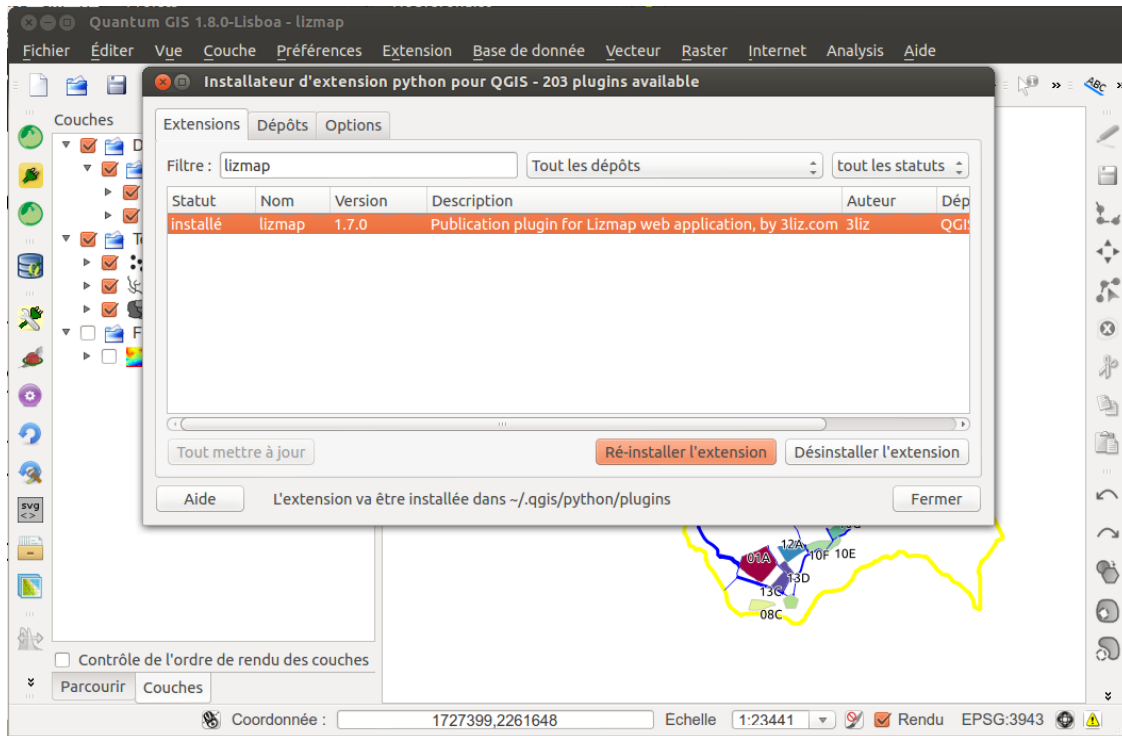 Quantum GIS 1.8.0-Lisboa - lizmap
Fichier Éditer Vue Couche Préférences Extension Base de donnée Vecteur Raster Internet Analysis Aide
Installateur d'extension python pour QGIS - 203 plugins available
ABC
Couches
Extensions Dépôts Options
Filtre : lizmap Tout les dépôts tout les statuts
Statut Nom Version Description Auteur Dép
installé lizmap 1.7.0 Publication plugin for Lizmap web application, by 3liz.com 3liz QGIS
D
T
F
Tout mettre à jour Ré-installer l'extension Désinstaller l'extension
Aide L'extension va être installée dans ~/.qgis/python/plugins Fermer
svg
<>
12A
01A 10F 10E
13D
13C
08C
Contrôle de l'ordre de rendu des couches
Parcourir Couches
Coordonnée : 1727399,2261648 Echelle 1:23441 Rendu EPSG:3943